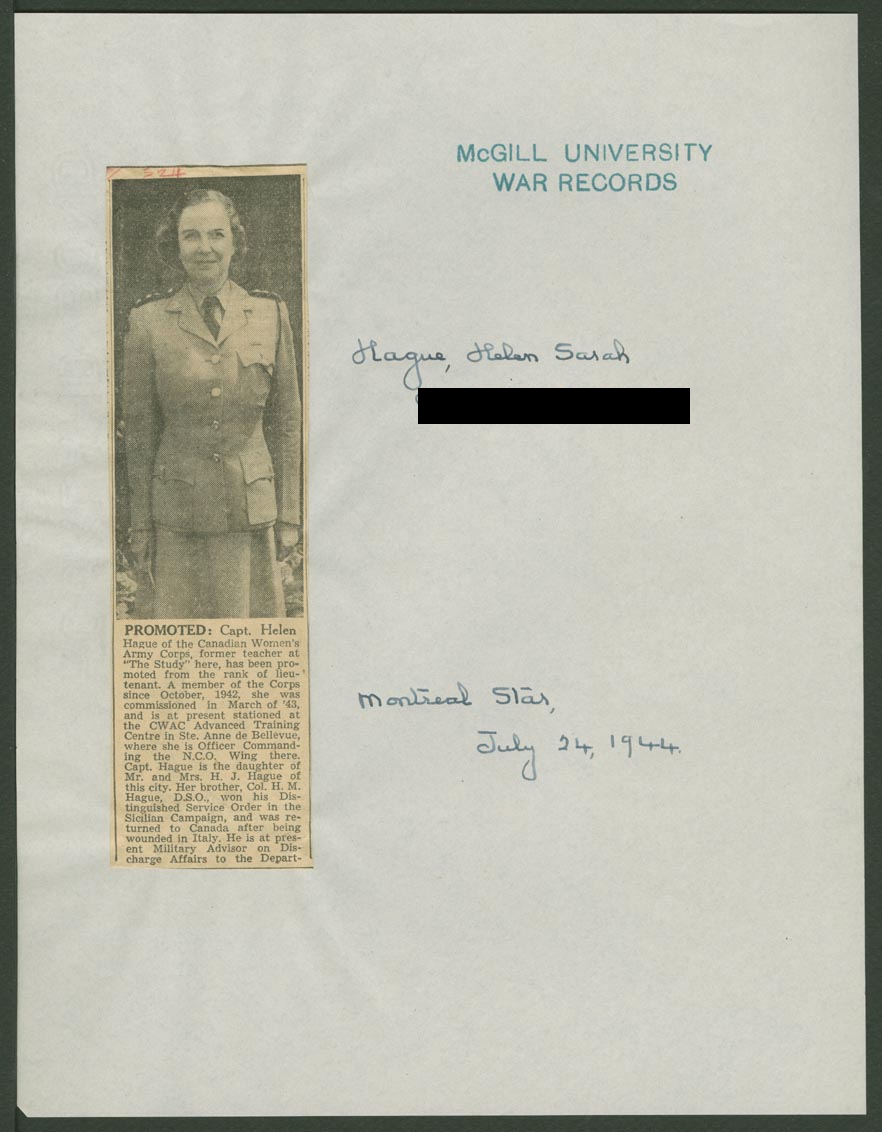 McGILL UNIVERSITY
WAR RECORDS
524
Hague, Helen Sarah
PROMOTED: Capt. Helen
Hague of the Canadian Women's
Army Corps, former teacher at
"The Study" here, has been pro-
moted from the rank of lieu-
tenant. A member of the Corps
since October, 1942, she was
commissioned in March of '43,
and is at present stationed at
the CWAC Advanced Training
Centre in Ste. Anne de Bellevue,
where she is Officer Command-
ing the N.C.O. Wing there.
Capt. Hague is the daughter of
Mr. and Mrs. H. J. Hague of
this city. Her brother, Col. H. M.
Hague, D.S.O., won his Dis-
tinguished Service Order in the
Sicilian Campaign, and was re-
turned to Canada after being
wounded in Italy. He is at pres-
ent Military Advisor on Dis-
charge Affairs to the Depart-
Montreal Star,
July 24, 1944.